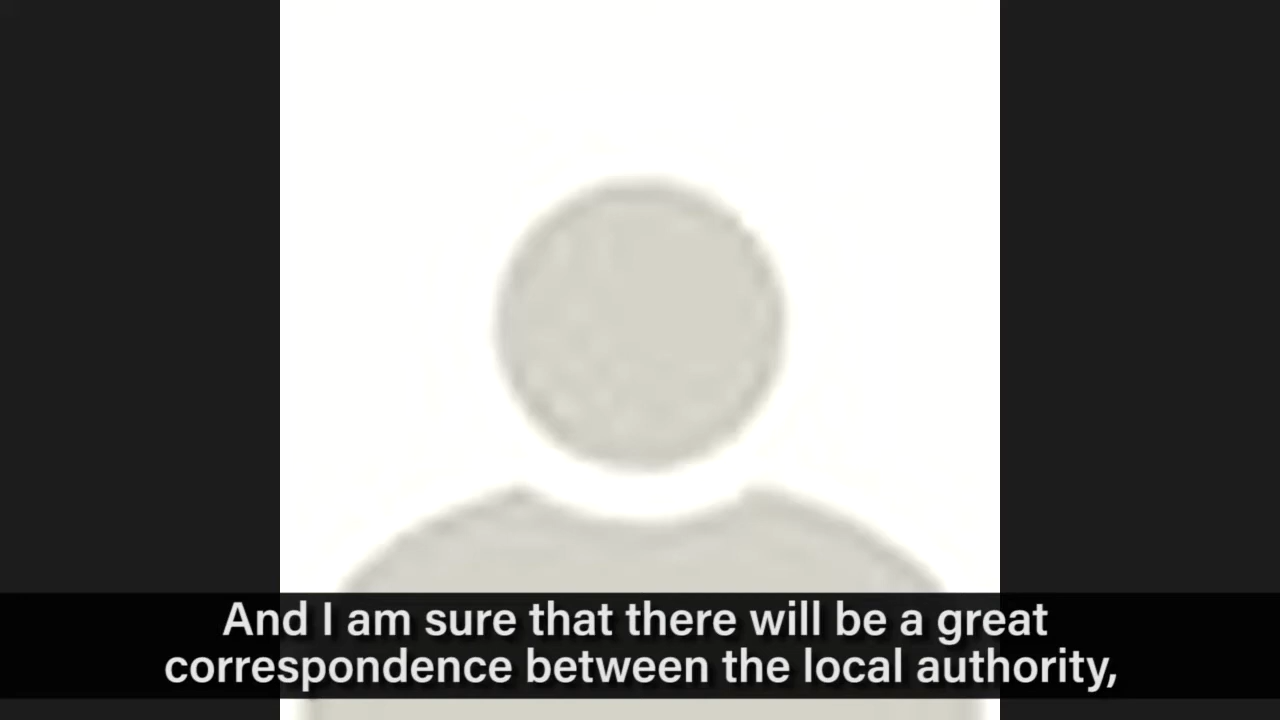 And I am sure that there will be a great
correspondence between the local authority,